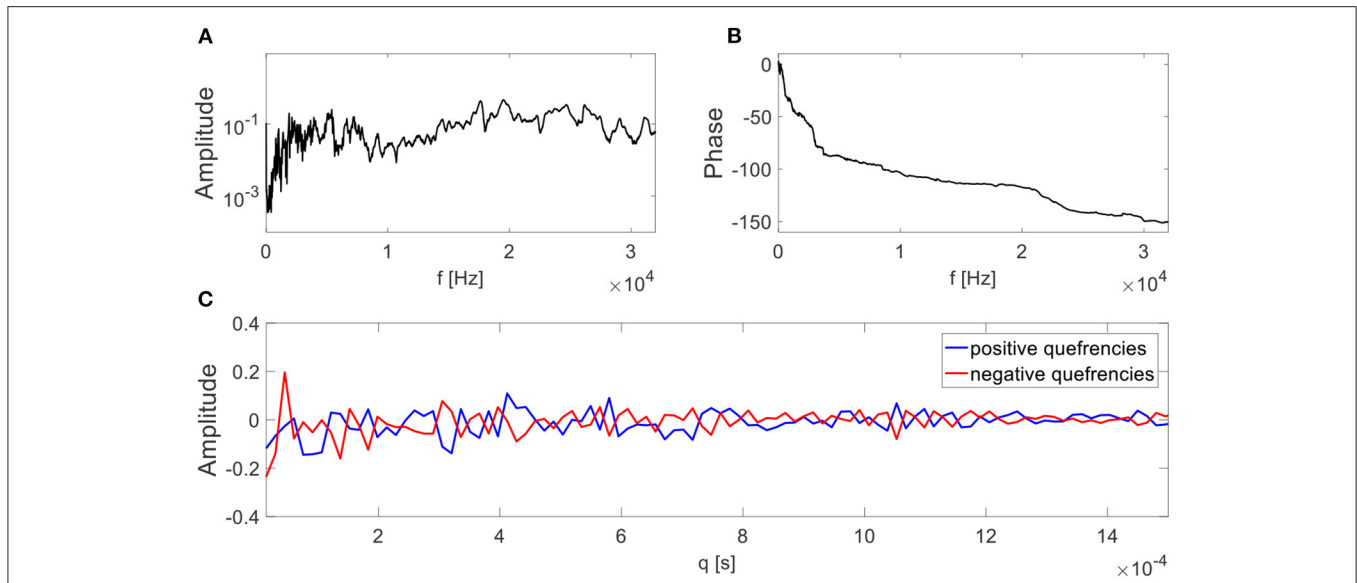 A
Amplitude
10^-1
10^-3
0
1
2
3
f [Hz]
×10^4
B
Phase
0
-50
-100
-150
0
1
2
3
f [Hz]
×10^4
C
Amplitude
0.4
0.2
0
-0.2
-0.4
positive quefrencies
negative quefrencies
2
4
6
8
10
12
14
q [s]
×10^-4